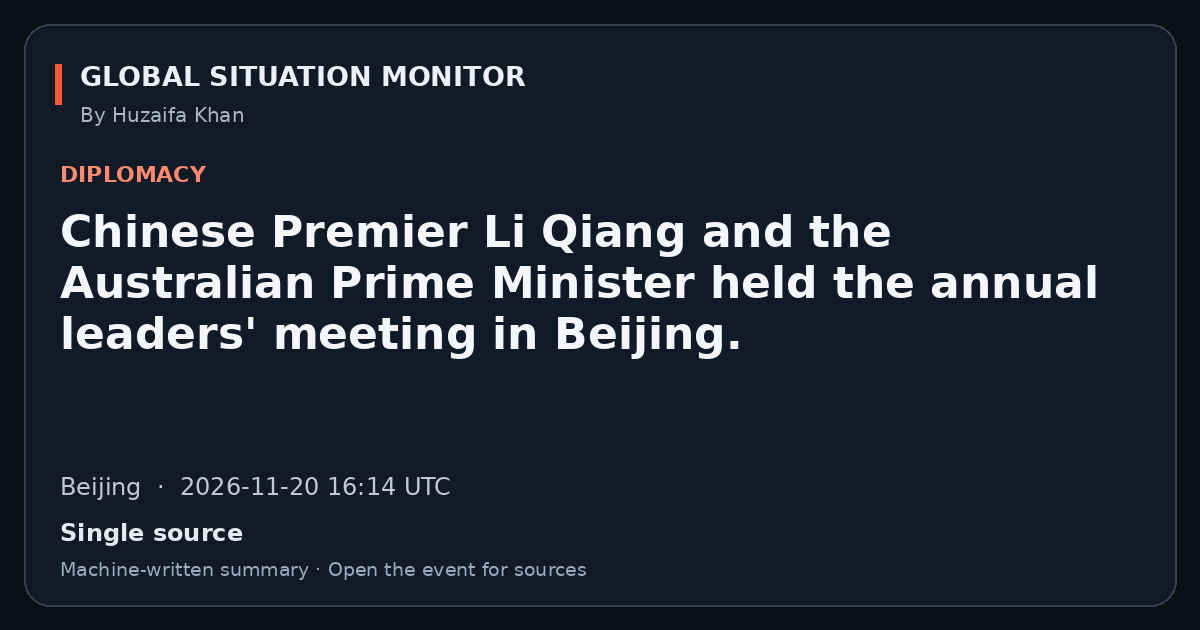 GLOBAL SITUATION MONITOR
By Huzaifa Khan
DIPLOMACY
Chinese Premier Li Qiang and the
Australian Prime Minister held the annual
leaders' meeting in Beijing.
Beijing · 2026-11-20 16:14 UTC
Single source
Machine-written summary · Open the event for sources